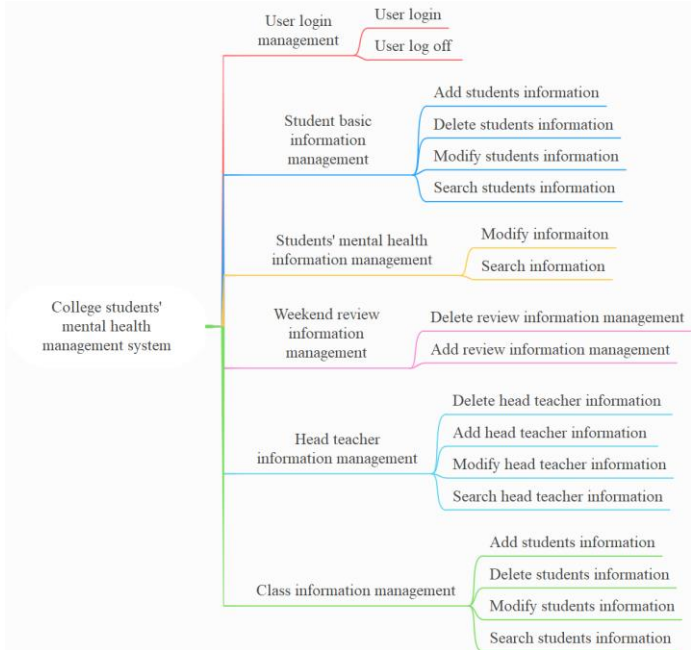 User login
management
User login
User log off
Student basic
information
management
Add students information
Delete students information
Modify students information
Search students information
Students' mental health
information management
Modify informaiton
Search information
College students'
mental health
management system
Weekend review
information
management
Delete review information management
Add review information management
Head teacher
information management
Delete head teacher information
Add head teacher information
Modify head teacher information
Search head teacher information
Class information management
Add students information
Delete students information
Modify students information
Search students information